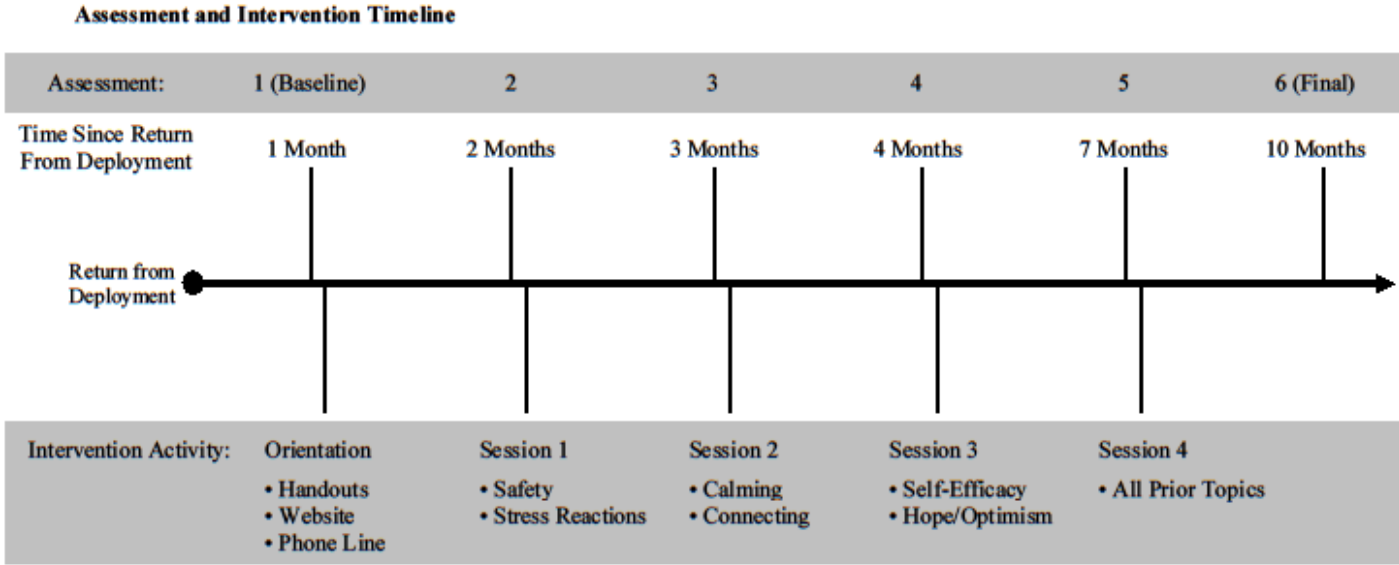 Assessment and Intervention Timeline
Assessment: 1 (Baseline) 2 3 4 5 6 (Final)
Time Since Return
From Deployment
1 Month 2 Months 3 Months 4 Months 7 Months 10 Months
Return from
Deployment
Intervention Activity: Orientation Session 1 Session 2 Session 3 Session 4
• Handouts • Safety • Calming • Self-Efficacy • All Prior Topics
• Website • Stress Reactions • Connecting • Hope/Optimism
• Phone Line